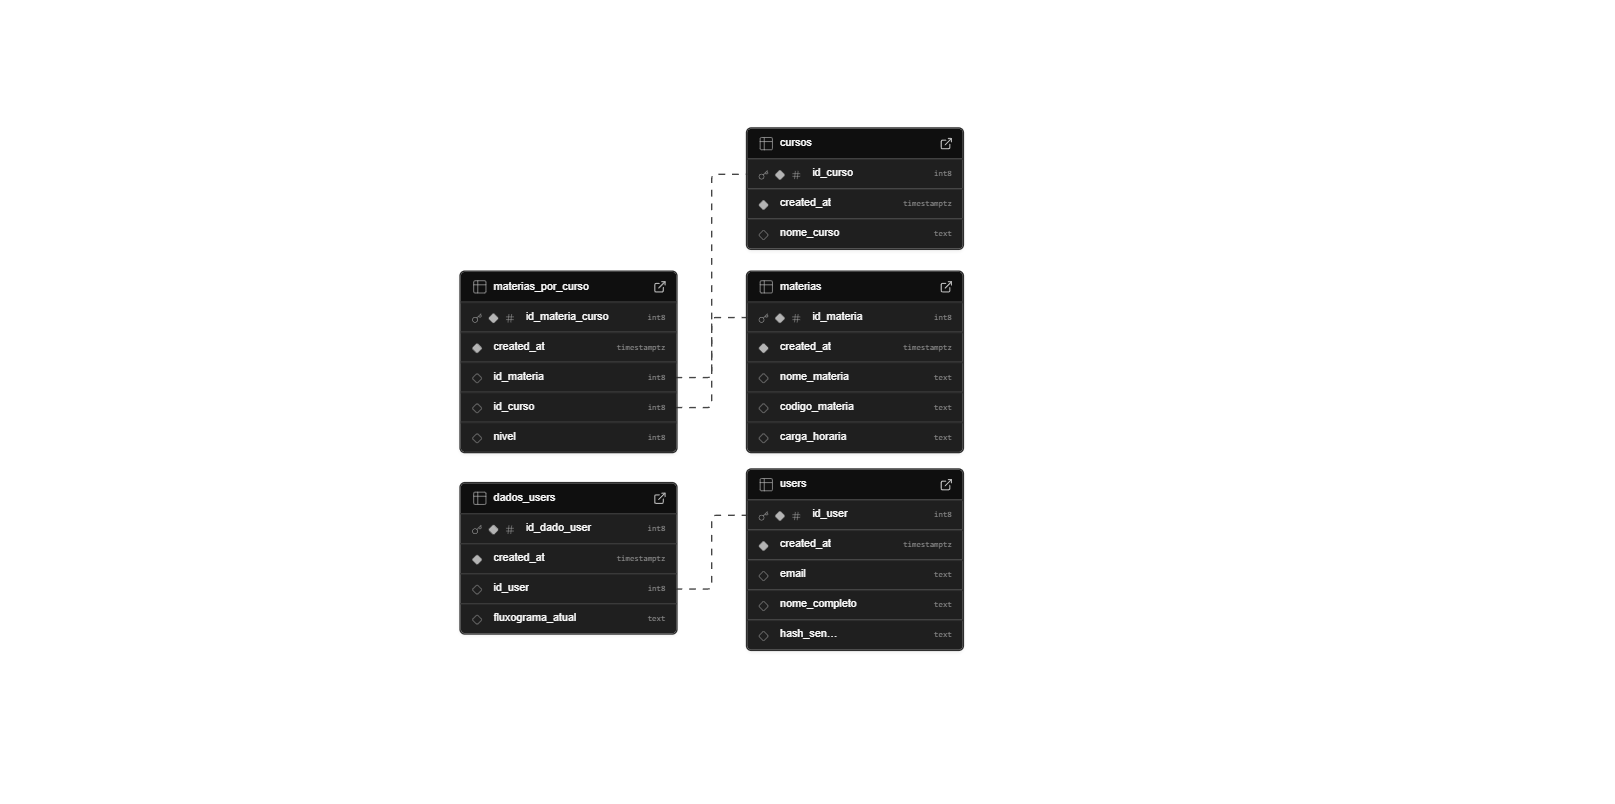 cursos
id_curso int8
created_at timestamptz
nome_curso text
materias_por_curso
id_materia_curso int8
created_at timestamptz
id_materia int8
id_curso int8
nivel int8
materias
id_materia int8
created_at timestamptz
nome_materia text
codigo_materia text
carga_horaria text
dados_users
id_dado_user int8
created_at timestamptz
id_user int8
fluxograma_atual text
users
id_user int8
created_at timestamptz
email text
nome_completo text
hash_sen... text